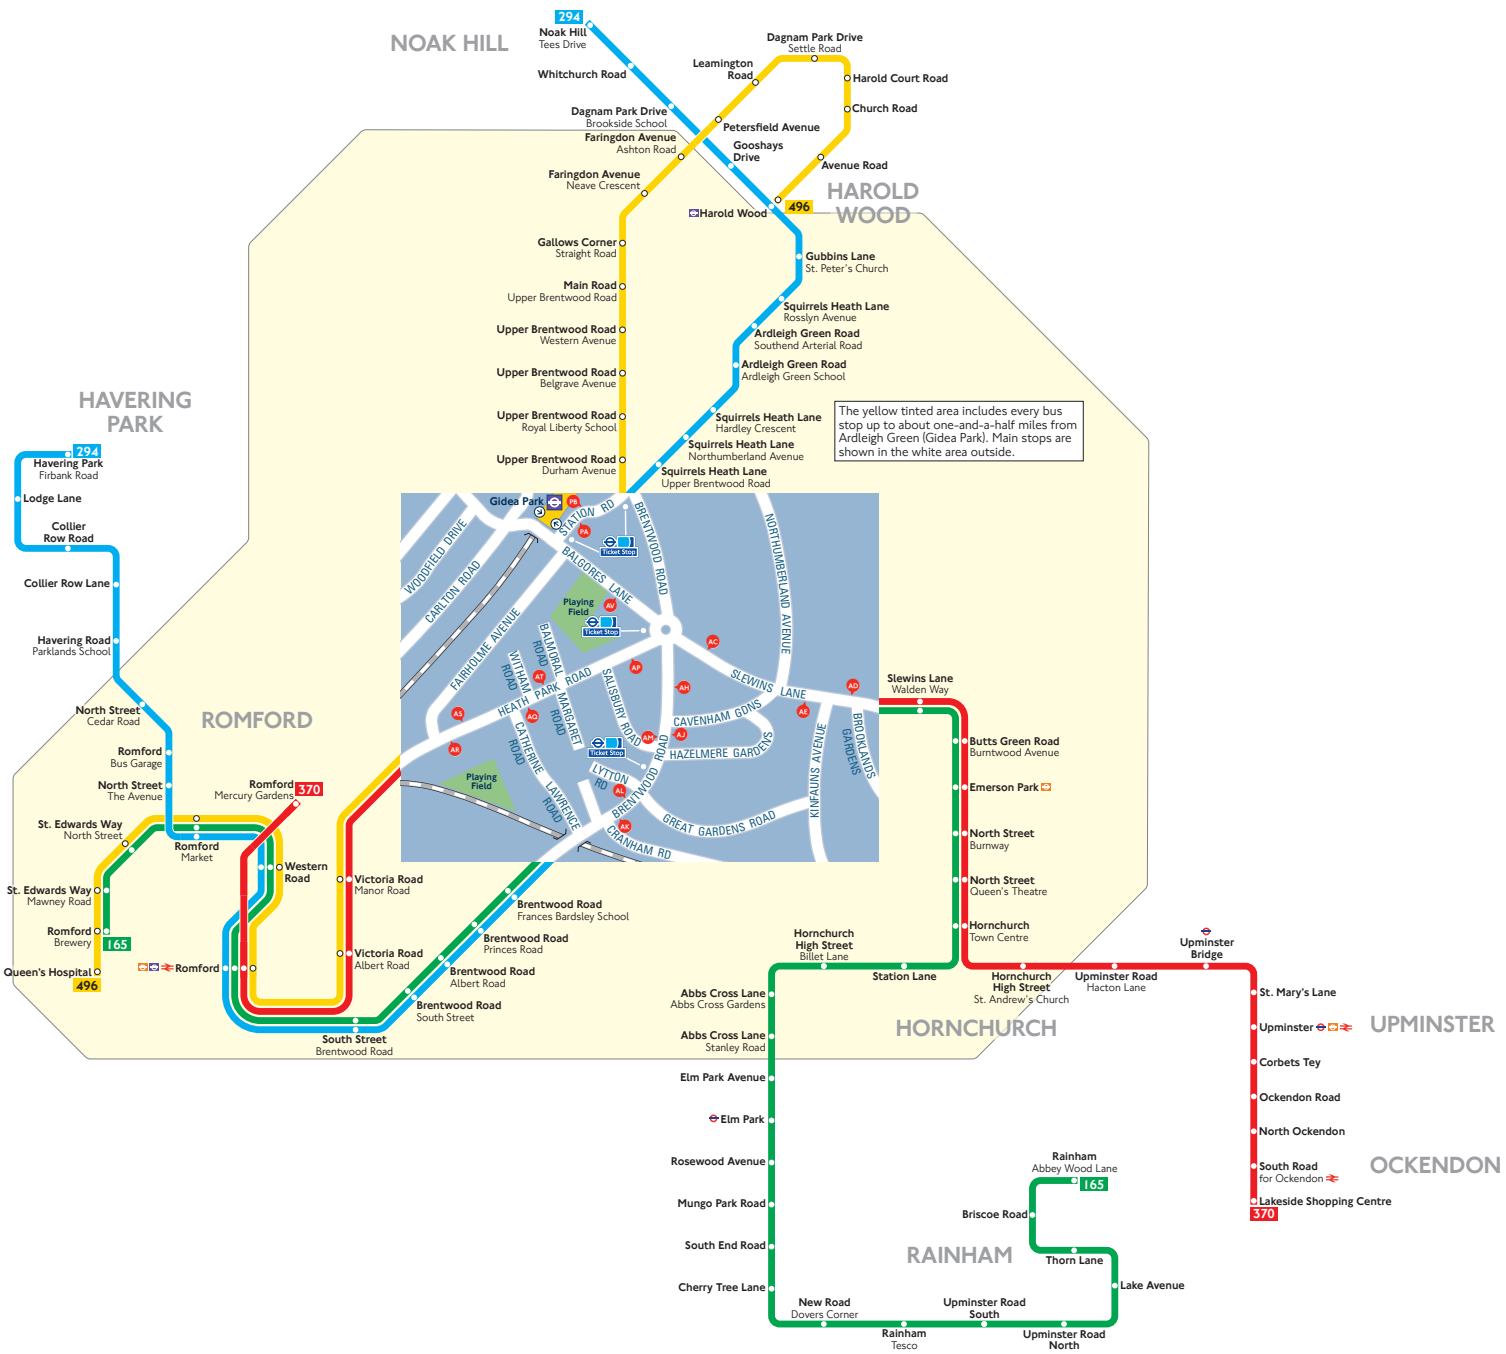 294
Noak Hill
Tees Drive
NOAK HILL
Whitchurch Road
Dagnam Park Drive
Brookside School
Faringdon Avenue
Ashton Road
Faringdon Avenue
Neave Crescent
Leamington
Road
Dagnam Park Drive
Settle Road
Harold Court Road
Church Road
Petersfield Avenue
Gooshays
Drive
Avenue Road
HAROLD
WOOD
Harold Wood
496
Gallows Corner
Straight Road
Main Road
Upper Brentwood Road
Upper Brentwood Road
Western Avenue
Upper Brentwood Road
Belgrave Avenue
Upper Brentwood Road
Royal Liberty School
Upper Brentwood Road
Durham Avenue
Gubbins Lane
St. Peter's Church
Squirrels Heath Lane
Rosslyn Avenue
Ardleigh Green Road
Southend Arterial Road
Ardleigh Green Road
Ardleigh Green School
Squirrels Heath Lane
Hardley Crescent
Squirrels Heath Lane
Northumberland Avenue
Squirrels Heath Lane
Upper Brentwood Road
The yellow tinted area includes every bus
stop up to about one-and-a-half miles from
Ardleigh Green (Gidea Park). Main stops are
shown in the white area outside.
HAVERING
PARK
294
Havering Park
Firbank Road
Lodge Lane
Collier
Row Road
Collier Row Lane
Havering Road
Parklands School
North Street
Cedar Road
ROMFORD
Romford
Bus Garage
North Street
The Avenue
Romford
Mercury Gardens
370
St. Edwards Way
North Street
Romford
Market
Western
Road
St. Edwards Way
Mawney Road
Romford
Brewery
165
Queen's Hospital
496
Romford
Victoria Road
Manor Road
Victoria Road
Albert Road
South Street
Brentwood Road
Brentwood Road
Frances Bardsley School
Brentwood Road
Princes Road
Brentwood Road
Albert Road
Brentwood Road
South Street
Gidea Park
PB
PA
STATION RD
BRENTWOOD ROAD
NORTHUMBERLAND AVENUE
WOODFIELD DRIVE
CARLTON ROAD
BALGORES LANE
Ticket Stop
Playing
Field
AV
Ticket Stop
FAIRHOLME AVENUE
BALMORAL
ROAD
WITHAM
ROAD
HEATH PARK ROAD
AT
AP
AC
AH
AD
AE
AS
AR
AQ
SALISBURY ROAD
MARGARET
ROAD
CATHERINE
ROAD
SLEWINS LANE
CAVENHAM GDNS
HAZELMERE GARDENS
AM
AJ
Ticket Stop
LYTTON
RD
AL
AK
BRENTWOOD ROAD
LAWRENCE
ROAD
CRANHAM RD
GREAT GARDENS ROAD
KINFAUNS AVENUE
BROOKLANDS
GARDENS
Playing
Field
Slewins Lane
Walden Way
Butts Green Road
Burntwood Avenue
Emerson Park
North Street
Burnway
North Street
Queen's Theatre
Hornchurch
Town Centre
Hornchurch
High Street
Billet Lane
Station Lane
Hornchurch
High Street
St. Andrew's Church
Upminster Road
Hacton Lane
Upminster
Bridge
St. Mary's Lane
Upminster
UPMINSTER
Corbets Tey
Ockendon Road
North Ockendon
South Road
for Ockendon
OCKENDON
Lakeside Shopping Centre
370
Abbs Cross Lane
Abbs Cross Gardens
HORNCHURCH
Abbs Cross Lane
Stanley Road
Elm Park Avenue
Elm Park
Rosewood Avenue
Mungo Park Road
South End Road
Cherry Tree Lane
New Road
Dovers Corner
Rainham
Tesco
Upminster Road
South
Upminster Road
North
Lake Avenue
Thorn Lane
RAINHAM
Briscoe Road
Rainham
Abbey Wood Lane
165